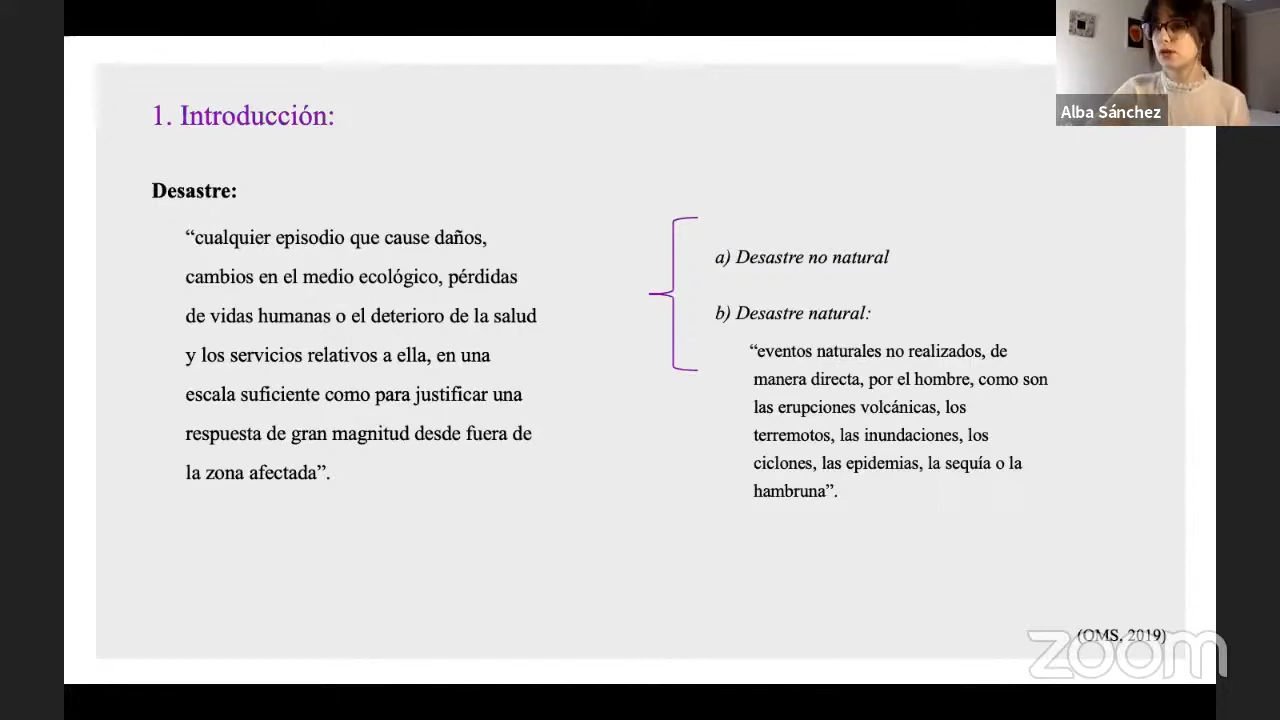 1. Introducción:
Desastre:
“cualquier episodio que cause daños,
cambios en el medio ecológico, pérdidas
de vidas humanas o el deterioro de la salud
y los servicios relativos a ella, en una
escala suficiente como para justificar una
respuesta de gran magnitud desde fuera de
la zona afectada”.
a) Desastre no natural
b) Desastre natural:
“eventos naturales no realizados, de
manera directa, por el hombre, como son
las erupciones volcánicas, los
terremotos, las inundaciones, los
ciclones, las epidemias, la sequía o la
hambruna”.
(OMS, 2019)
Alba Sánchez
zoom